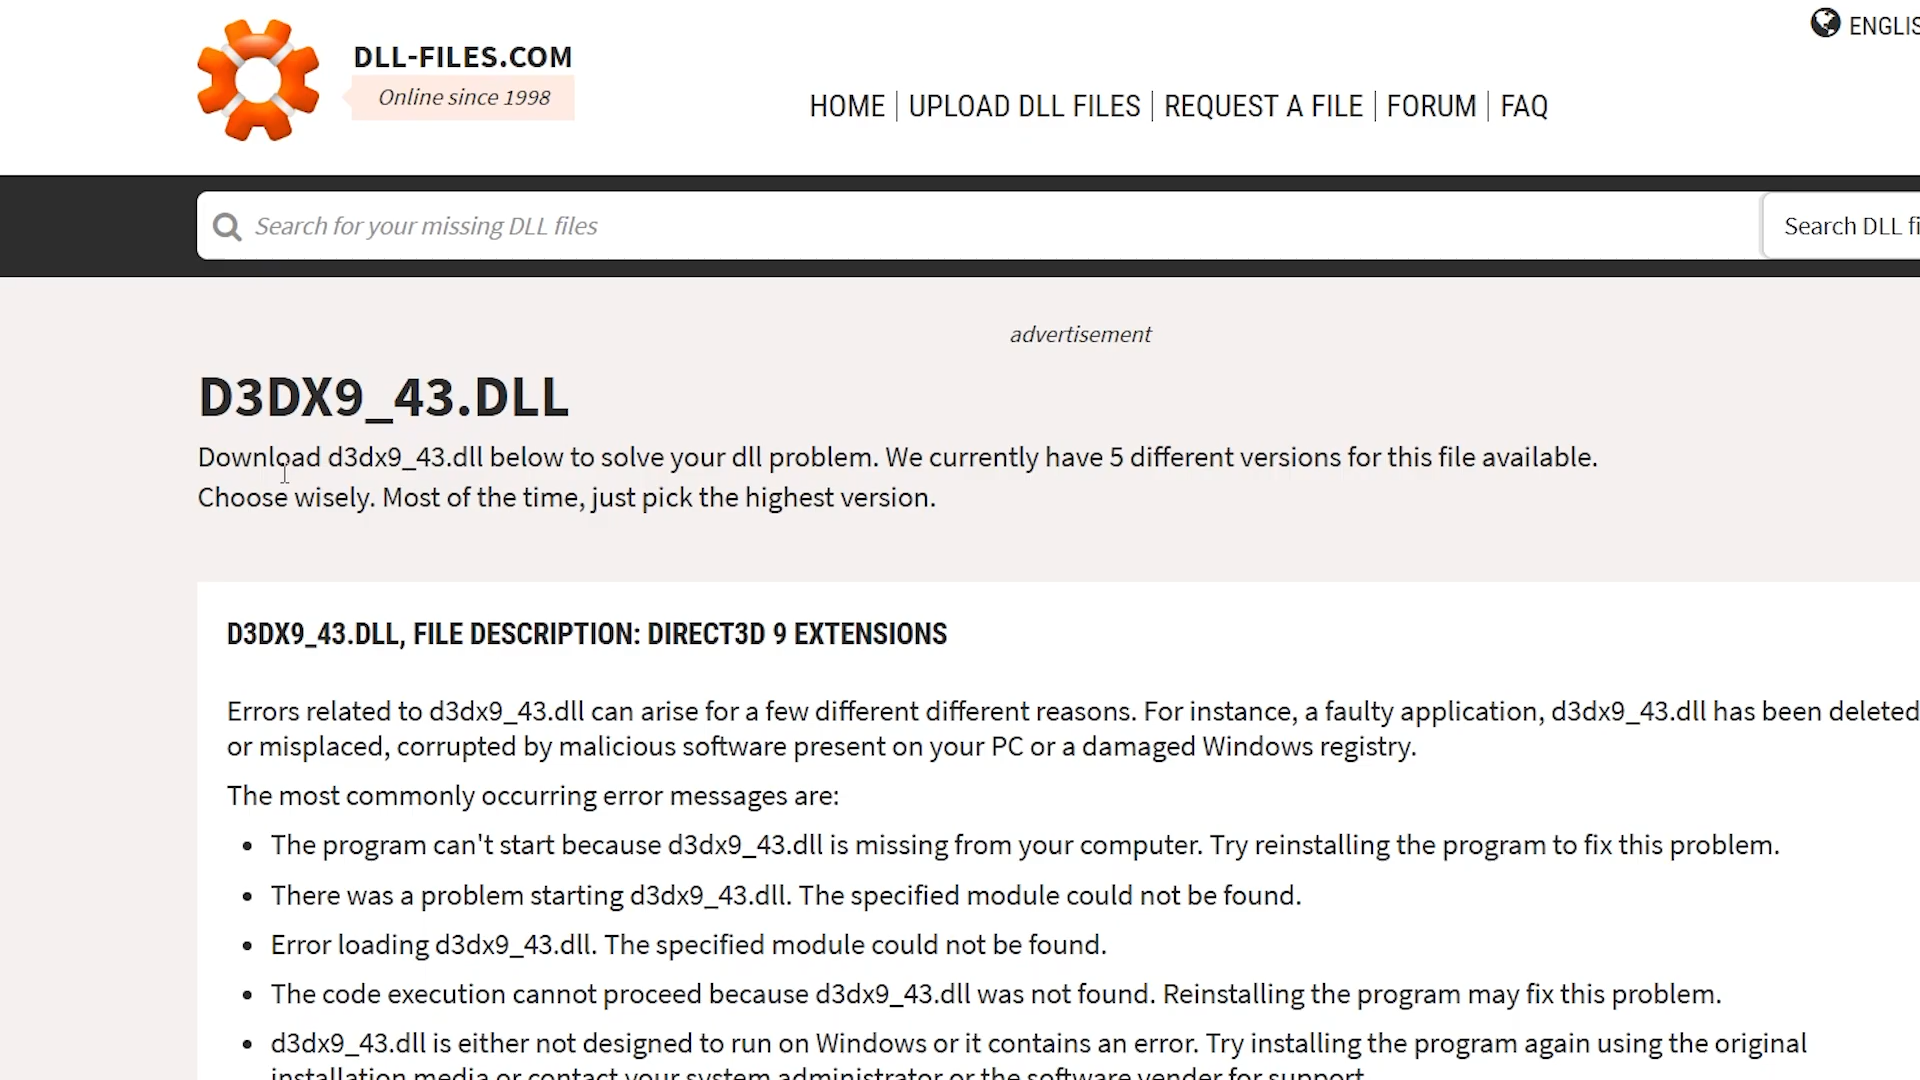 ENGLIS
DLL-FILES.COM
Online since 1998
HOME | UPLOAD DLL FILES | REQUEST A FILE | FORUM | FAQ
Search for your missing DLL files
Search DLL fi
advertisement
D3DX9_43.DLL
Download d3dx9_43.dll below to solve your dll problem. We currently have 5 different versions for this file available.
Choose wisely. Most of the time, just pick the highest version.
D3DX9_43.DLL, FILE DESCRIPTION: DIRECT3D 9 EXTENSIONS
Errors related to d3dx9_43.dll can arise for a few different different reasons. For instance, a faulty application, d3dx9_43.dll has been deleted
or misplaced, corrupted by malicious software present on your PC or a damaged Windows registry.
The most commonly occurring error messages are:
• The program can't start because d3dx9_43.dll is missing from your computer. Try reinstalling the program to fix this problem.
• There was a problem starting d3dx9_43.dll. The specified module could not be found.
• Error loading d3dx9_43.dll. The specified module could not be found.
• The code execution cannot proceed because d3dx9_43.dll was not found. Reinstalling the program may fix this problem.
• d3dx9_43.dll is either not designed to run on Windows or it contains an error. Try installing the program again using the original
installation media or contact your system administrator or the software vender for support.